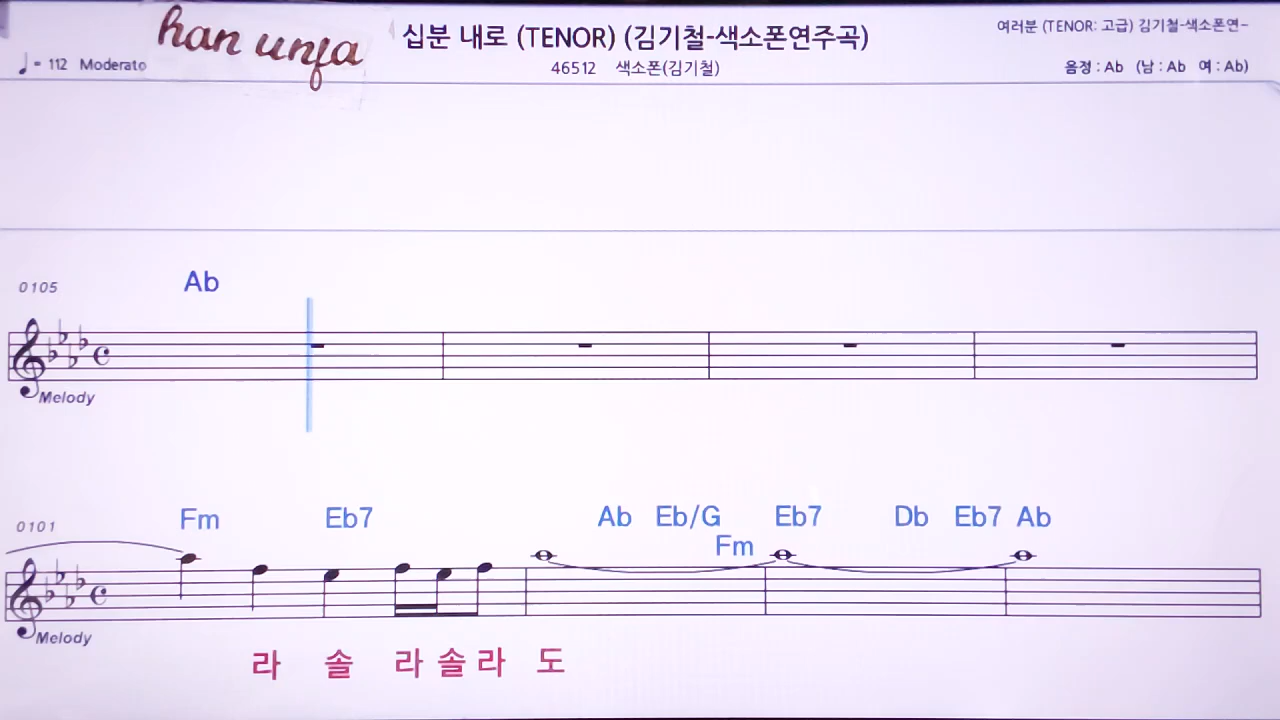 han unfa
십분 내로 (TENOR) (김기철-색소폰연주곡)
여러분 (TENOR: 고급) 김기철-색소폰연-
♩ = 112 Moderato
46512 색소폰(김기철)
음정 : Ab (남 : Ab 여 : Ab)
0105 Ab
Melody
0101 Fm Eb7 Ab Eb/G Eb7 Db Eb7 Ab
Fm
Melody
라 솔 라 솔 라 도